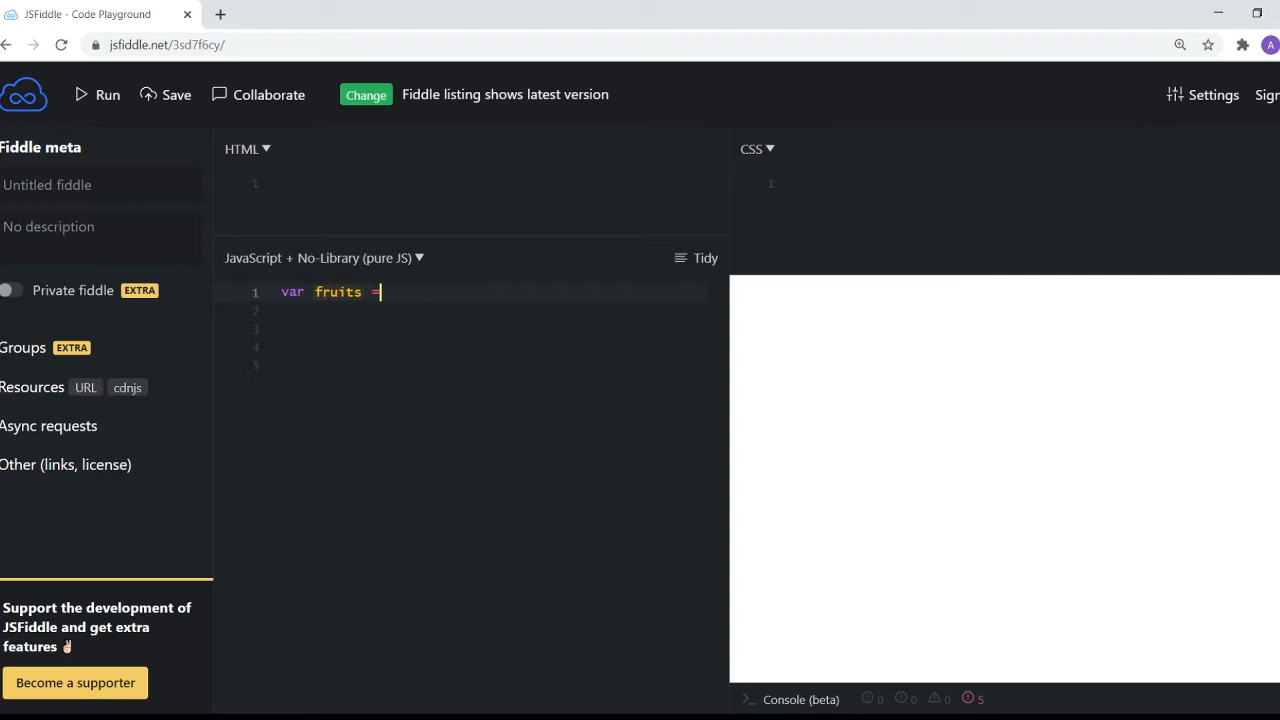 JSFiddle - Code Playground
jsfiddle.net/3sd7f6cy/
A
Run
Save
Collaborate
Change
Fiddle listing shows latest version
Settings
Sign
Fiddle meta
Untitled fiddle
No description
Private fiddle EXTRA
Groups EXTRA
Resources URL cdnjs
Async requests
Other (links, license)
Support the development of
JSFiddle and get extra
features ✌🏻
Become a supporter
HTML ▼
1
CSS ▼
1
JavaScript + No-Library (pure JS) ▼
Tidy
1 var fruits =
2
3
4
5
>_ Console (beta) 0 0 0 5